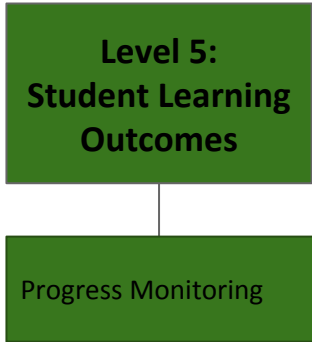 Level 5:
Student Learning
Outcomes
Progress Monitoring